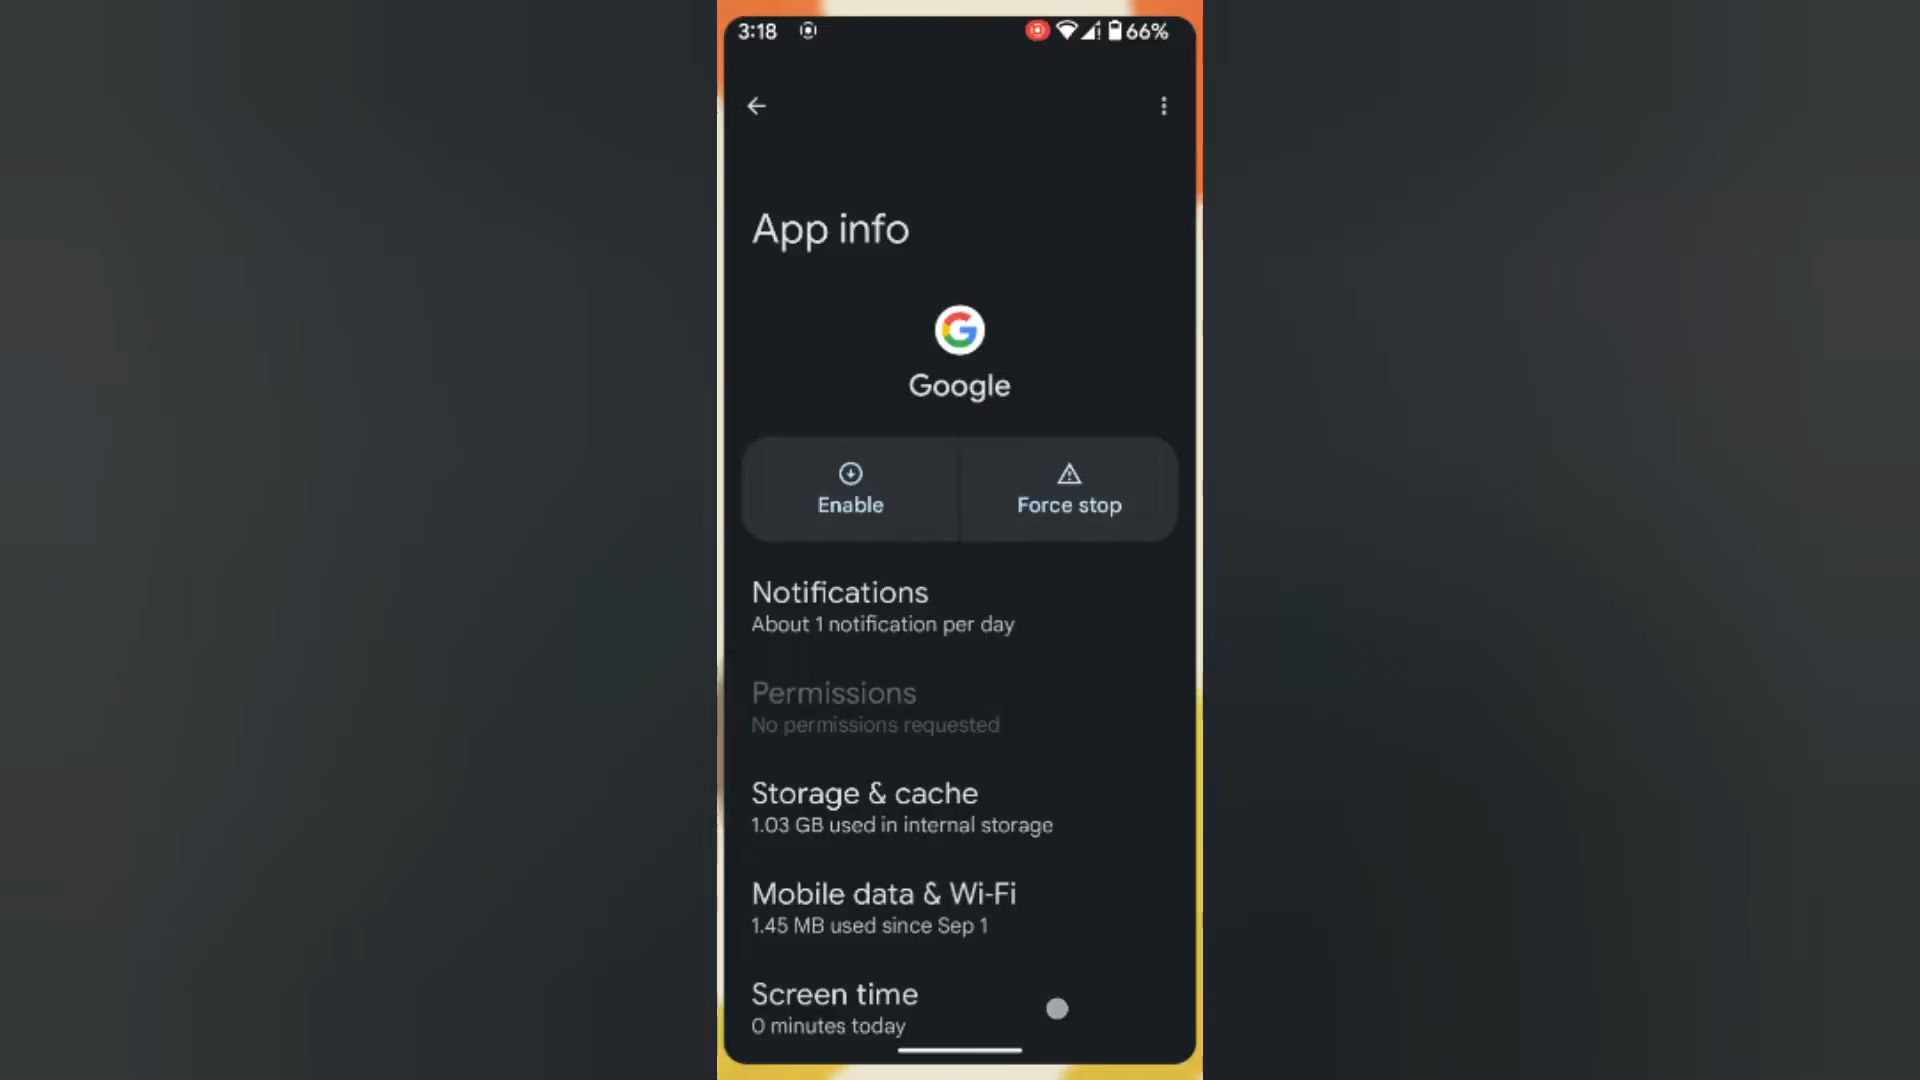 3:18 66%
App info
Google
Enable Force stop
Notifications
About 1 notification per day
Permissions
No permissions requested
Storage & cache
1.03 GB used in internal storage
Mobile data & Wi-Fi
1.45 MB used since Sep 1
Screen time
0 minutes today